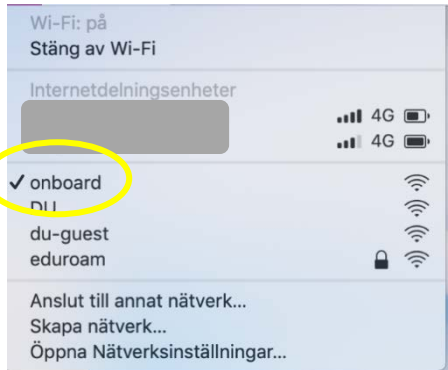 Wi-Fi: på
Stäng av Wi-Fi
Internetdelningsenheter
4G
4G
✓ onboard
DU
du-guest
eduroam
Anslut till annat nätverk...
Skapa nätverk...
Öppna Nätverksinställningar...